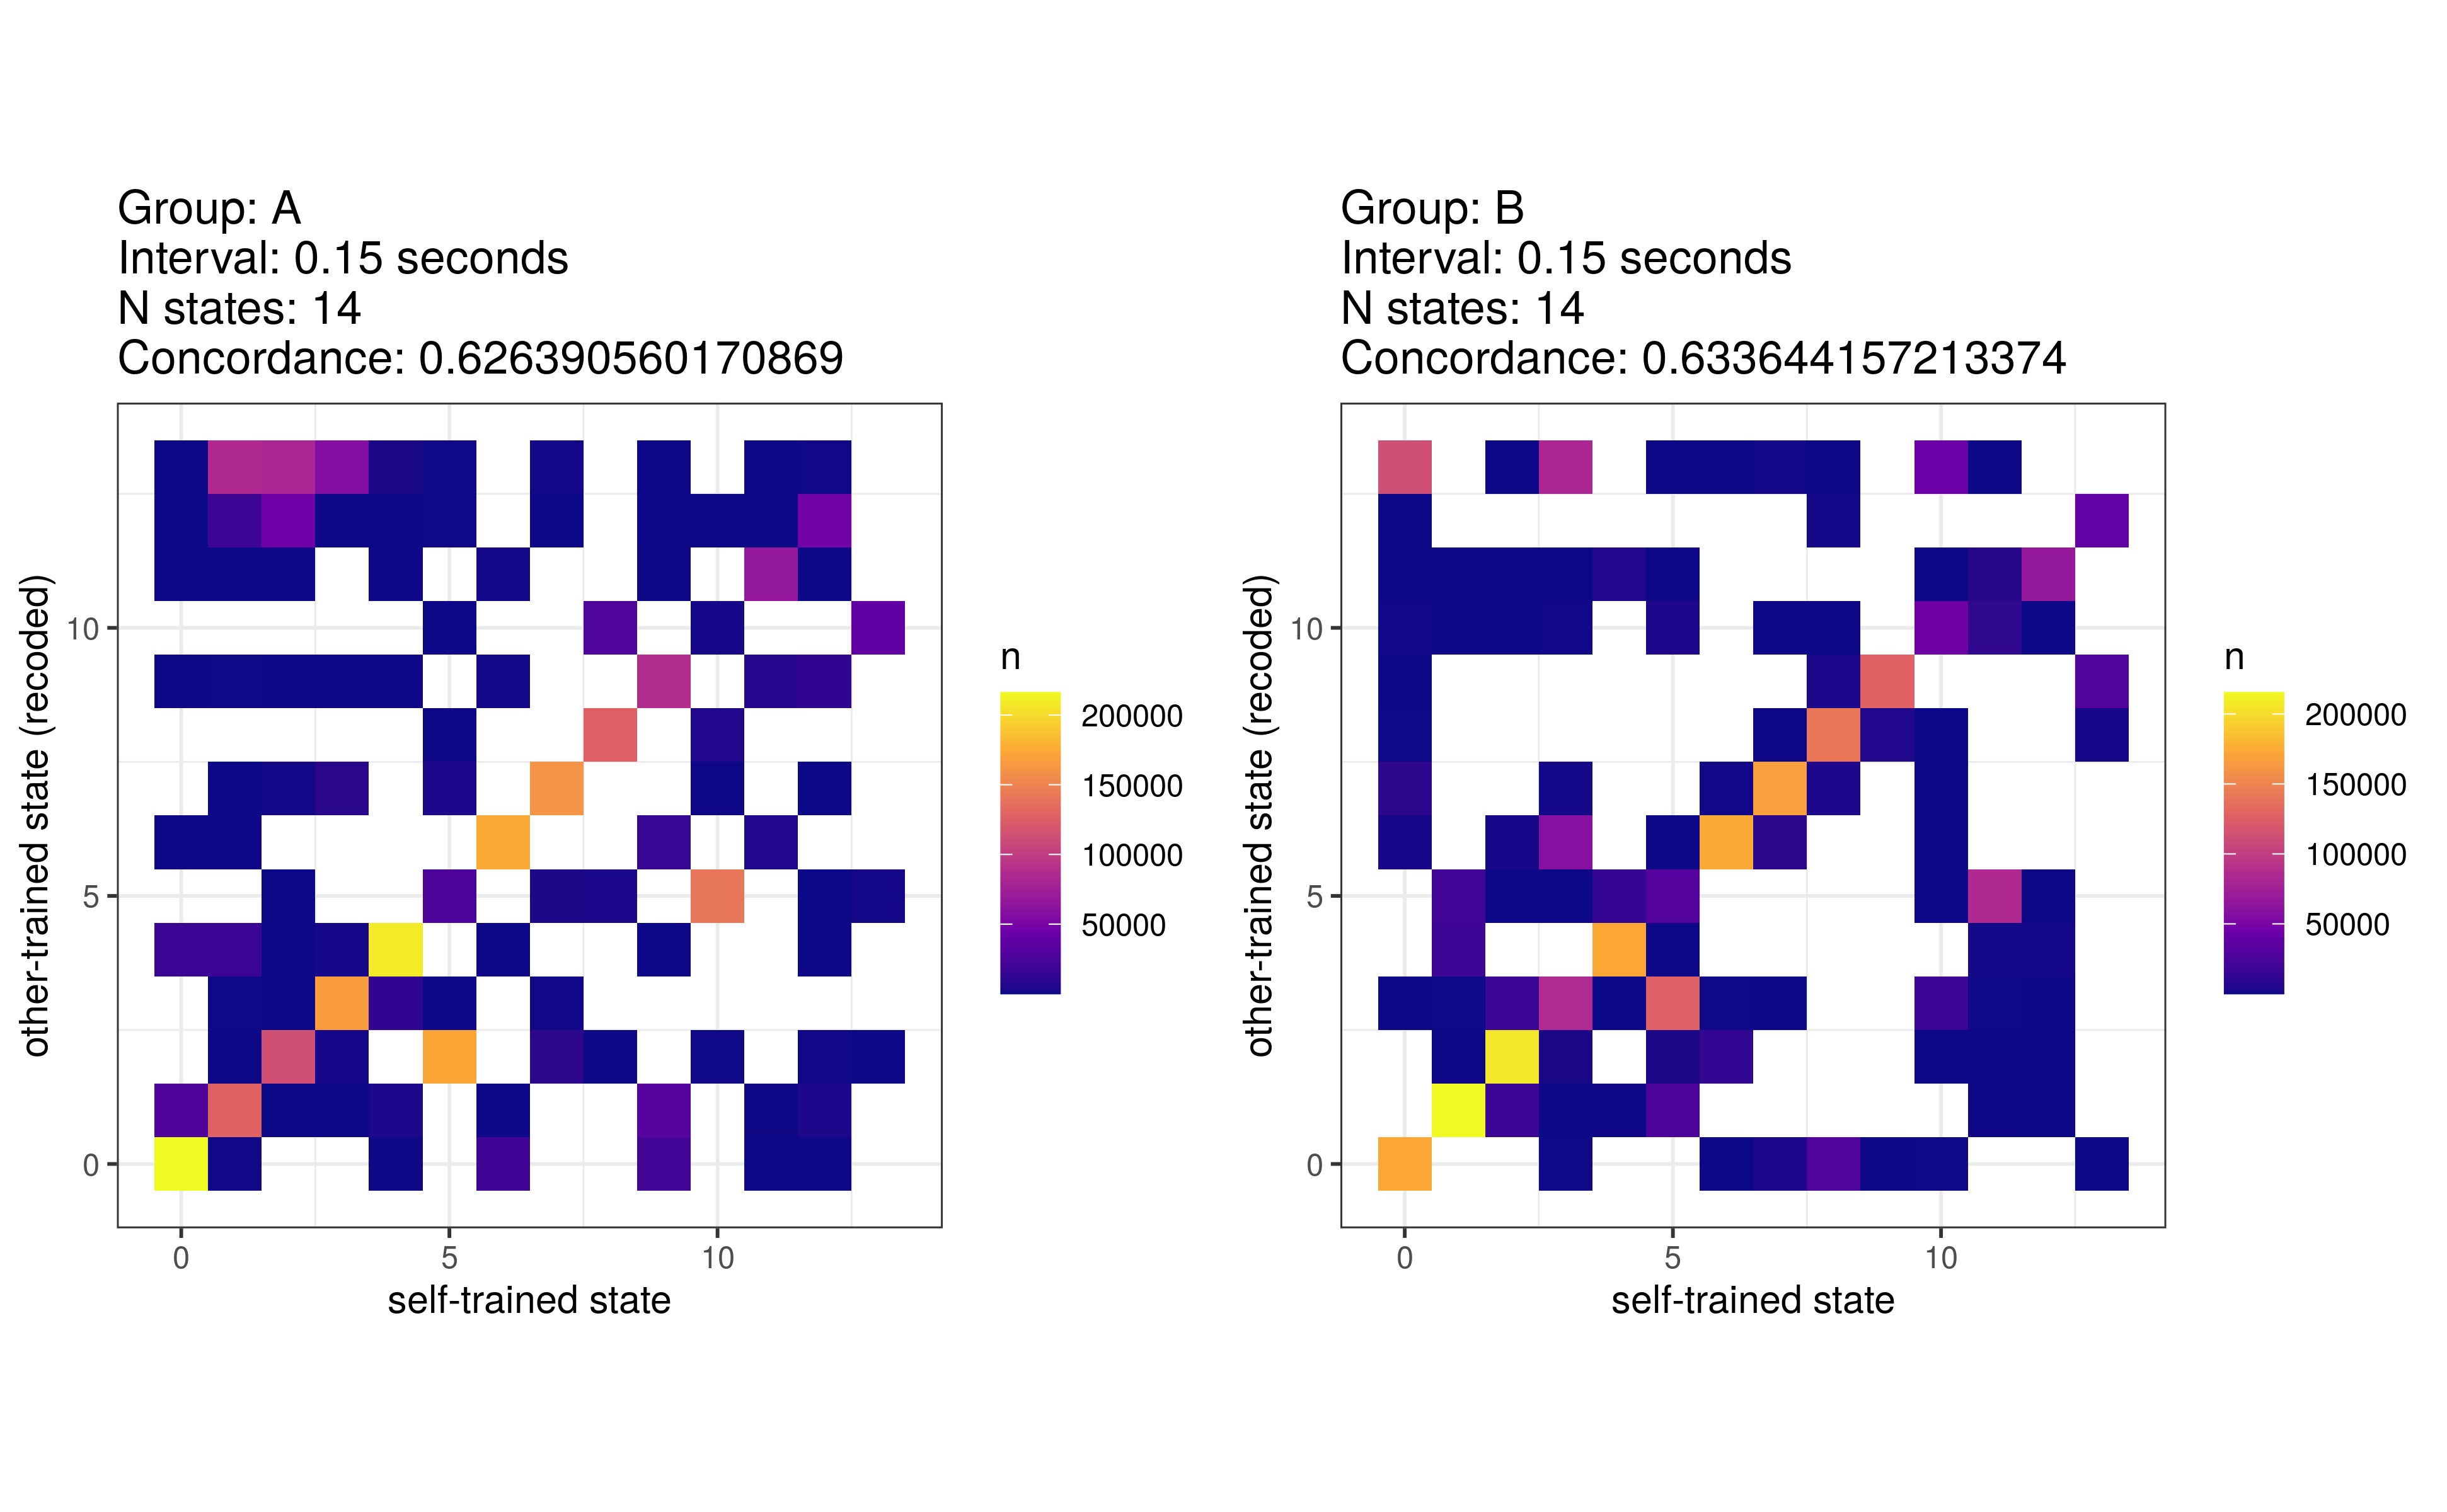 Group: A
Interval: 0.15 seconds
N states: 14
Concordance: 0.626390560170869
other-trained state (recoded)
10
5
0
0 5 10
self-trained state
n
200000
150000
100000
50000
Group: B
Interval: 0.15 seconds
N states: 14
Concordance: 0.633644157213374
other-trained state (recoded)
10
5
0
0 5 10
self-trained state
n
200000
150000
100000
50000